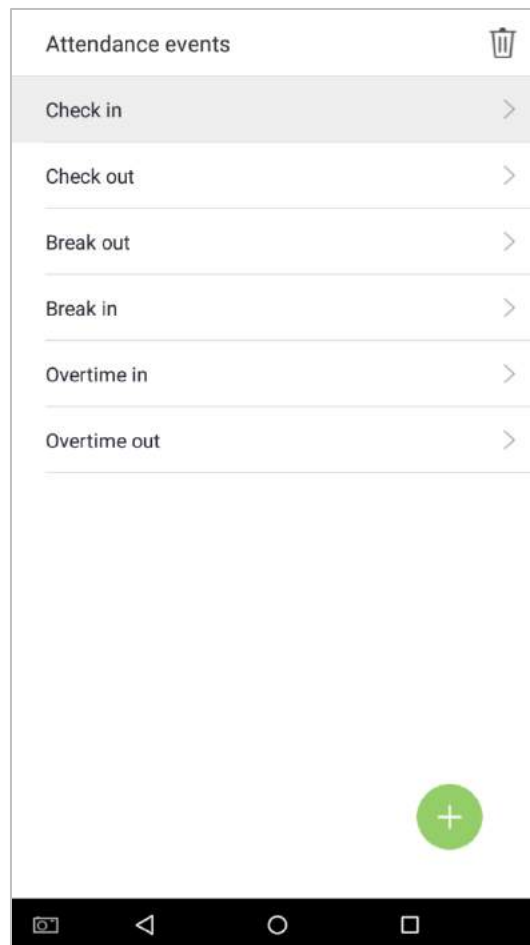 Attendance events
Check in
Check out
Break out
Break in
Overtime in
Overtime out